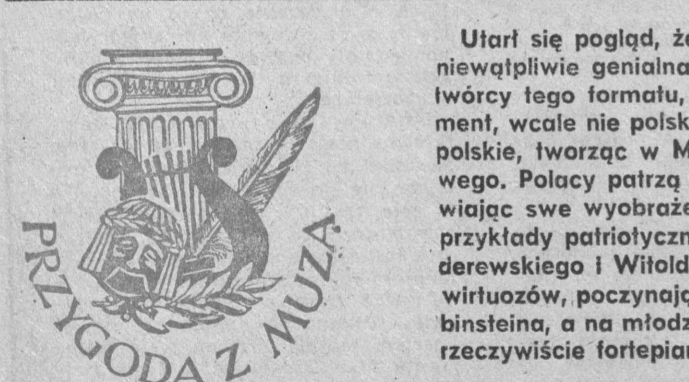 PRZYGODA Z MUZĄ
Utarł się pogląd, że
niewątpliwie genialna
twórcy tego formatu,
ment, wcale nie polsk
polskie, tworząc w M
wego. Polacy patrzą
wiając swe wyobraże
przykłady patriotyczn
derewskiego i Witold
wirtuozów, poczynają
binsteina, a na młodz
rzeczywiście fortepian